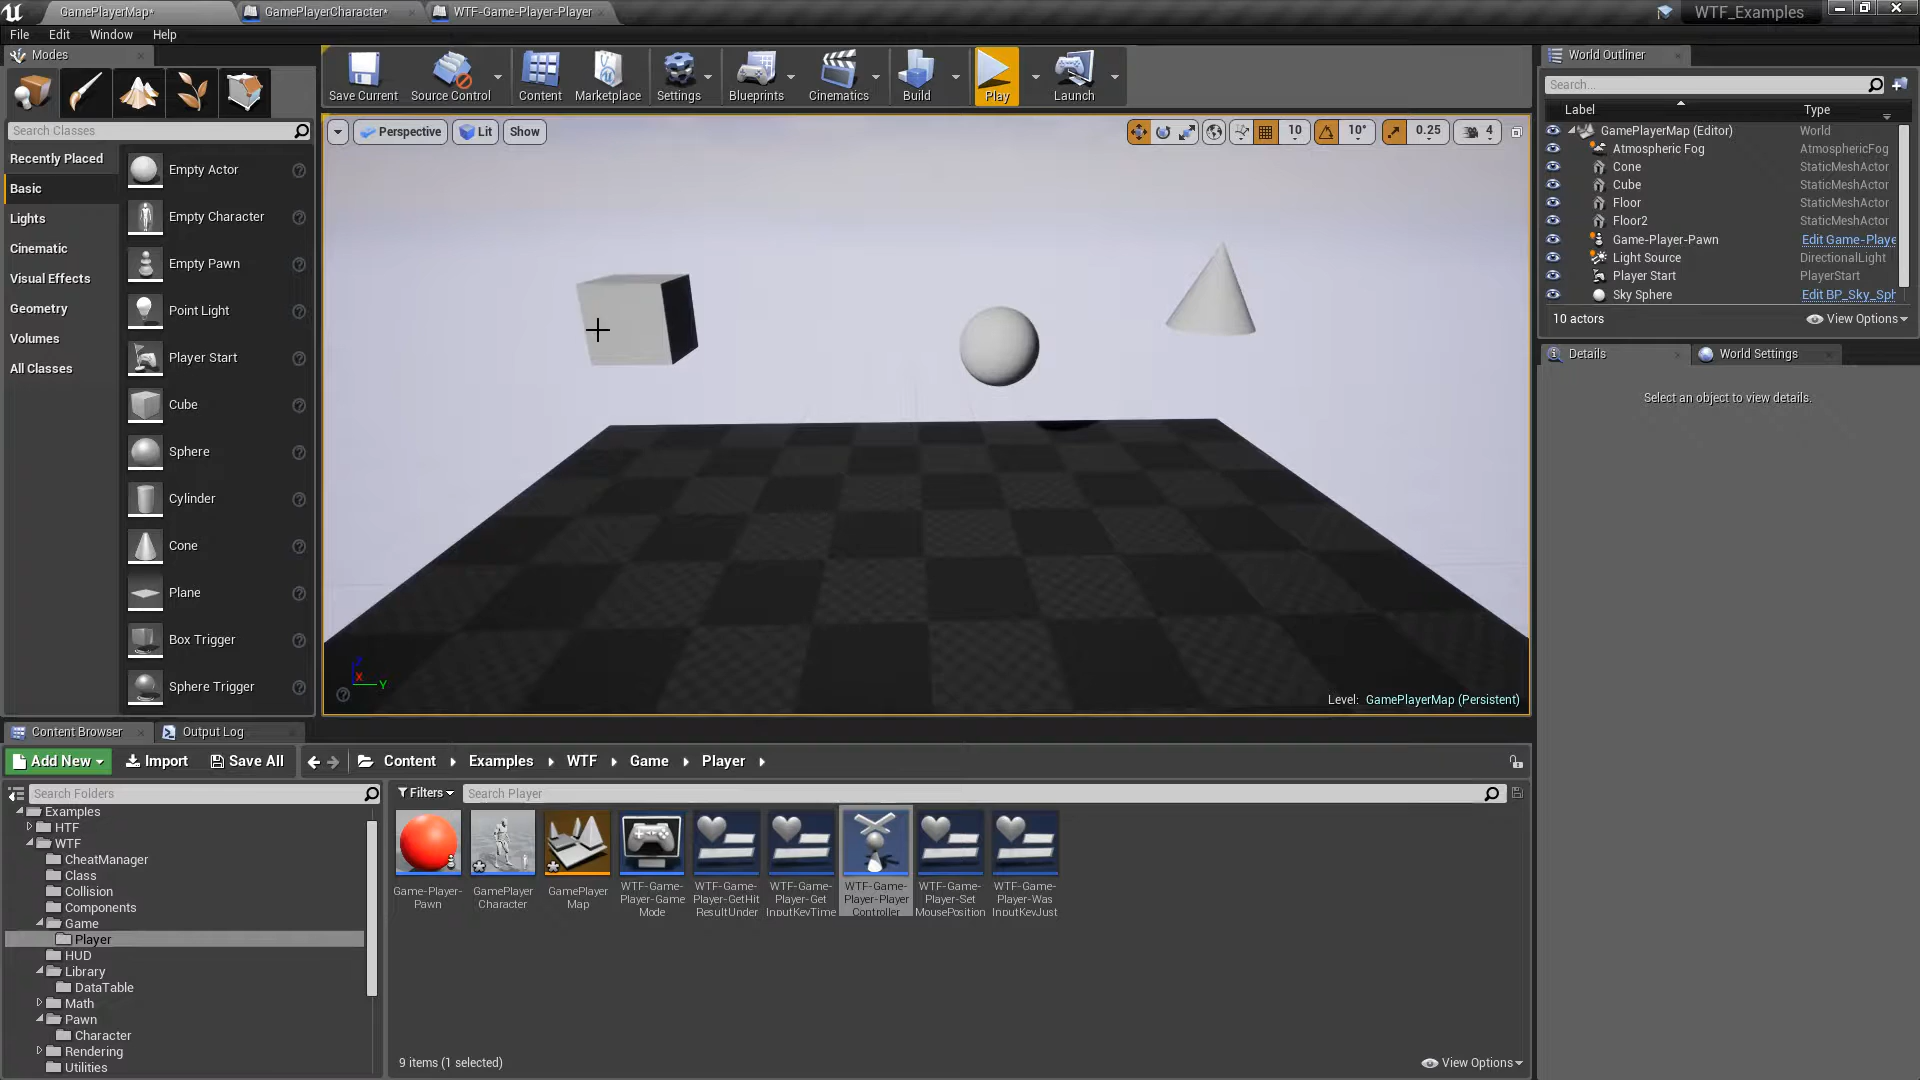 GamePlayerMap*
GamePlayerCharacter*
WTF-Game-Player-Player
WTF_Examples
File Edit Window Help
Modes
Save Current
Source Control
Content
Marketplace
Settings
Blueprints
Cinematics
Build
Play
Launch
World Outliner
Search...
Label Type
GamePlayerMap (Editor) World
Atmospheric Fog AtmosphericFog
Cone StaticMeshActor
Cube StaticMeshActor
Floor StaticMeshActor
Floor2 StaticMeshActor
Game-Player-Pawn Edit Game-Playe
Light Source DirectionalLight
Player Start PlayerStart
Sky Sphere Edit BP_Sky_Sph
10 actors
View Options
Details
World Settings
Select an object to view details.
Search Classes
Recently Placed
Basic
Lights
Cinematic
Visual Effects
Geometry
Volumes
All Classes
Empty Actor
Empty Character
Empty Pawn
Point Light
Player Start
Cube
Sphere
Cylinder
Cone
Plane
Box Trigger
Sphere Trigger
Perspective
Lit
Show
10
10°
0.25
4
X
Y
Level: GamePlayerMap (Persistent)
Content Browser
Output Log
Add New
Import
Save All
Content
Examples
WTF
Game
Player
Search Folders
Filters
Search Player
Examples
HTF
WTF
CheatManager
Class
Collision
Components
Game
Player
HUD
Library
DataTable
Math
Pawn
Character
Rendering
Utilities
Game-Player-
Pawn
GamePlayer
Character
GamePlayer
Map
WTF-Game-
Player-Game
Mode
WTF-Game-
Player-GetHit
ResultUnder
WTF-Game-
Player-Get
InputKeyTime
WTF-Game-
Player-Player
Controller
WTF-Game-
Player-Set
MousePosition
WTF-Game-
Player-Was
InputKeyJust
9 items (1 selected)
View Options